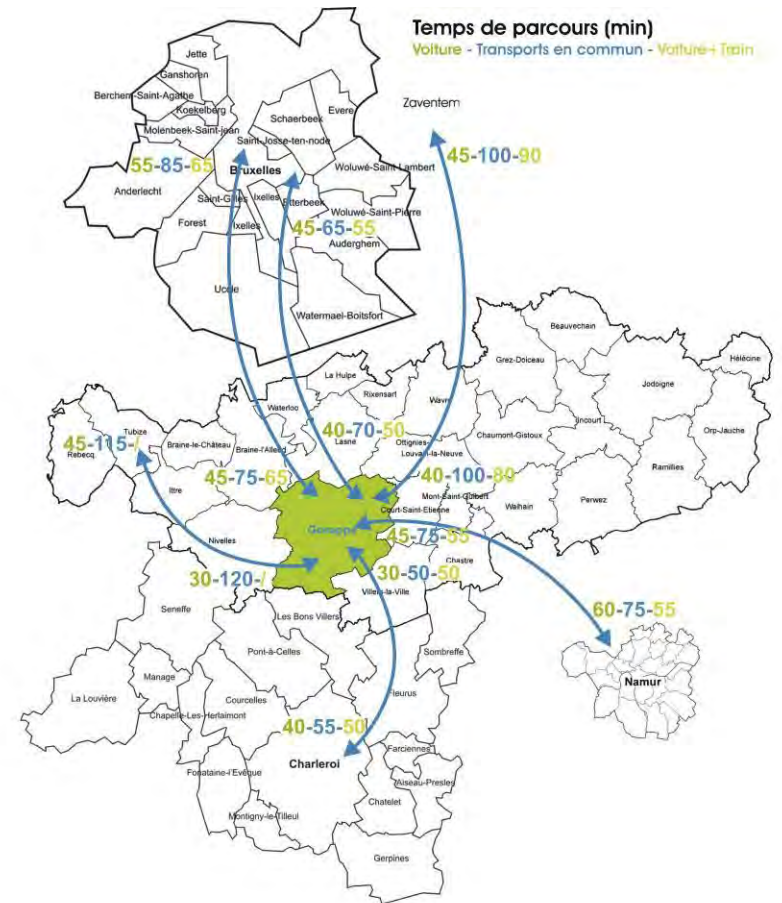 Temps de parcours (min)
Voiture - Transports en commun - Voiture+Train
Jette
Ganshoren
Berchem-Saint-Agathe
Koekelberg
Molenbeek-Saint-jean
Schaerbeek
Evere
Zaventem
Saint-Josse-ten-node
55-85-65
Bruxelles
Woluwé-Saint-Lambert
45-100-90
Anderlecht
Saint-Gilles
Ixelles
Etterbeek
Woluwé-Saint-Pierre
Forest
Ixelles
45-65-55
Auderghem
Uccle
Watermael-Boitsfort
Beauvechain
Grez-Doiceau
Hélécine
La Hulpe
Rixensart
Wavre
Jodoigne
Waterloo
Tubize
45-115-/
Rebecq
Braine-le-Château
Braine-l'Alleud
40-70-50
Lasne
Ottignies-
Louvain-la-Neuve
Chaumont-Gistoux
Incourt
Orp-Jauche
Ramilies
Ittre
45-75-65
40-100-80
Mont-Saint-Guibert
Court-Saint-Etienne
Walhain
Perwez
Nivelles
Genappe
45-75-55
Chastre
30-120-/
30-50-50
Villers-la-Ville
Seneffe
Les Bons Villers
60-75-55
Pont-à-Celles
Sombreffe
Namur
La Louvière
Manage
Courcelles
Fleurus
Chapelle-Les-Herlaimont
40-55-50
Charleroi
Farciennes
Fonataine-l'Evêque
Aiseau-Presles
Chatelet
Montigny-le-Tilleul
Gerpines